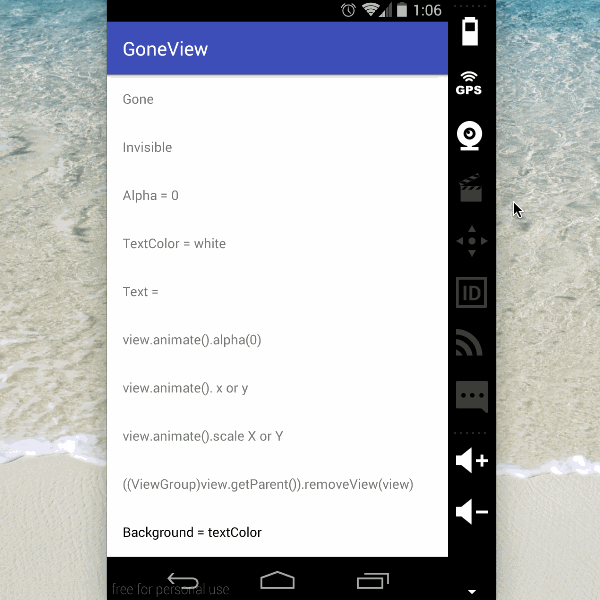 1:06
GoneView
GPS
Gone
Invisible
Alpha = 0
TextColor = white
ID
Text =
view.animate().alpha(0)
view.animate(). x or y
view.animate().scale X or Y
((ViewGroup)view.getParent()).removeView(view)
Background = textColor
free for personal use